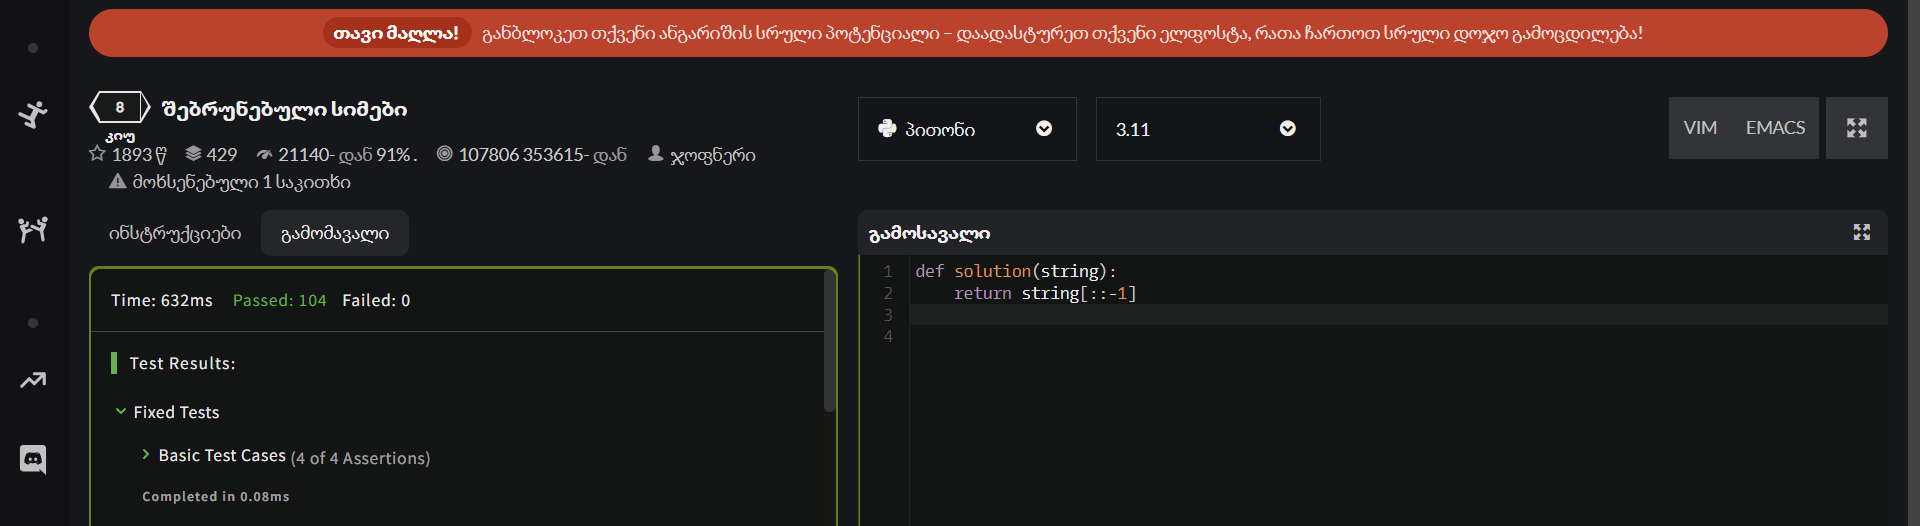 თავი მაღლა! განბლოკეთ თქვენი ანგარიშის სრული პოტენციალი – დაადასტურეთ თქვენი ელფოსტა, რათა ჩართოთ სრული დოჯო გამოცდილება!
8 კიუ შებრუნებული სიმები
1893 წ 429 21140- დან 91% . 107806 353615- დან ჯოფნერი
მოხსენებული 1 საკითხი
პითონი 3.11 VIM EMACS
ინსტრუქციები გამომავალი
Time: 632ms Passed: 104 Failed: 0
Test Results:
Fixed Tests
Basic Test Cases (4 of 4 Assertions)
Completed in 0.08ms
გამოსავალი
1 def solution(string):
2     return string[::-1]
3
4